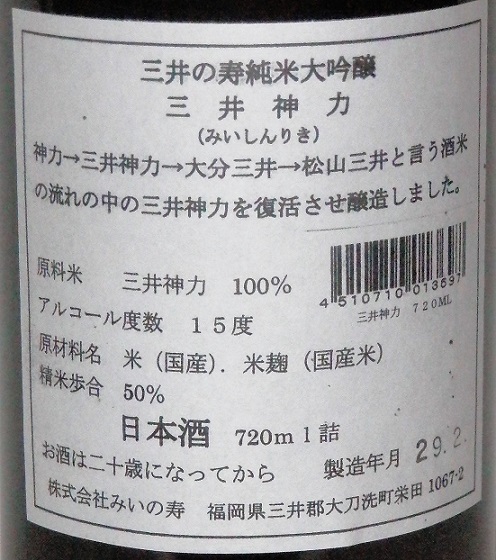 三井の寿純米大吟醸
三井神力
(みいしんりき)
神力→三井神力→大分三井→松山三井と言う酒米
の流れの中の三井神力を復活させ醸造しました。
原料米 三井神力 100%
4 510710 013697
三井神力 720ML
アルコール度数 15度
原材料名 米(国産). 米麹(国産米)
精米歩合 50%
日本酒 720ml詰
お酒は二十歳になってから 製造年月 29.2.
株式会社みいの寿 福岡県三井郡大刀洗町栄田1067-2